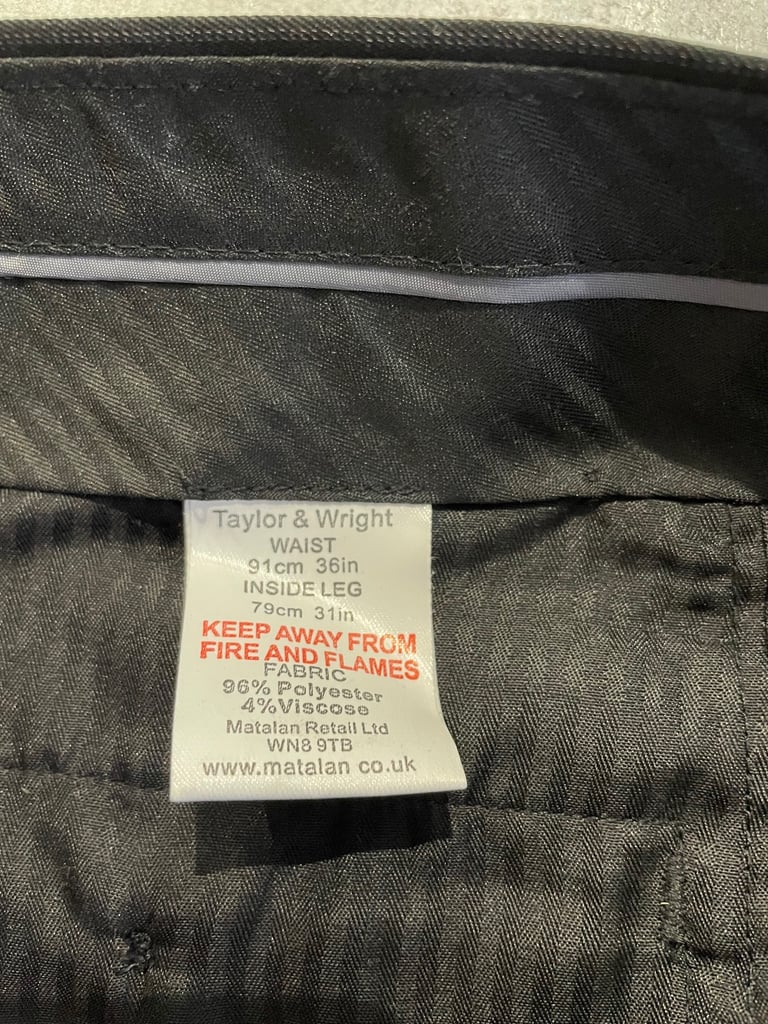 Taylor & Wright
WAIST
91cm 36in
INSIDE LEG
79cm 31in
KEEP AWAY FROM
FIRE AND FLAMES
FABRIC
96% Polyester
4%Viscose
Matalan Retail Ltd
WN8 9TB
www.matalan co.uk